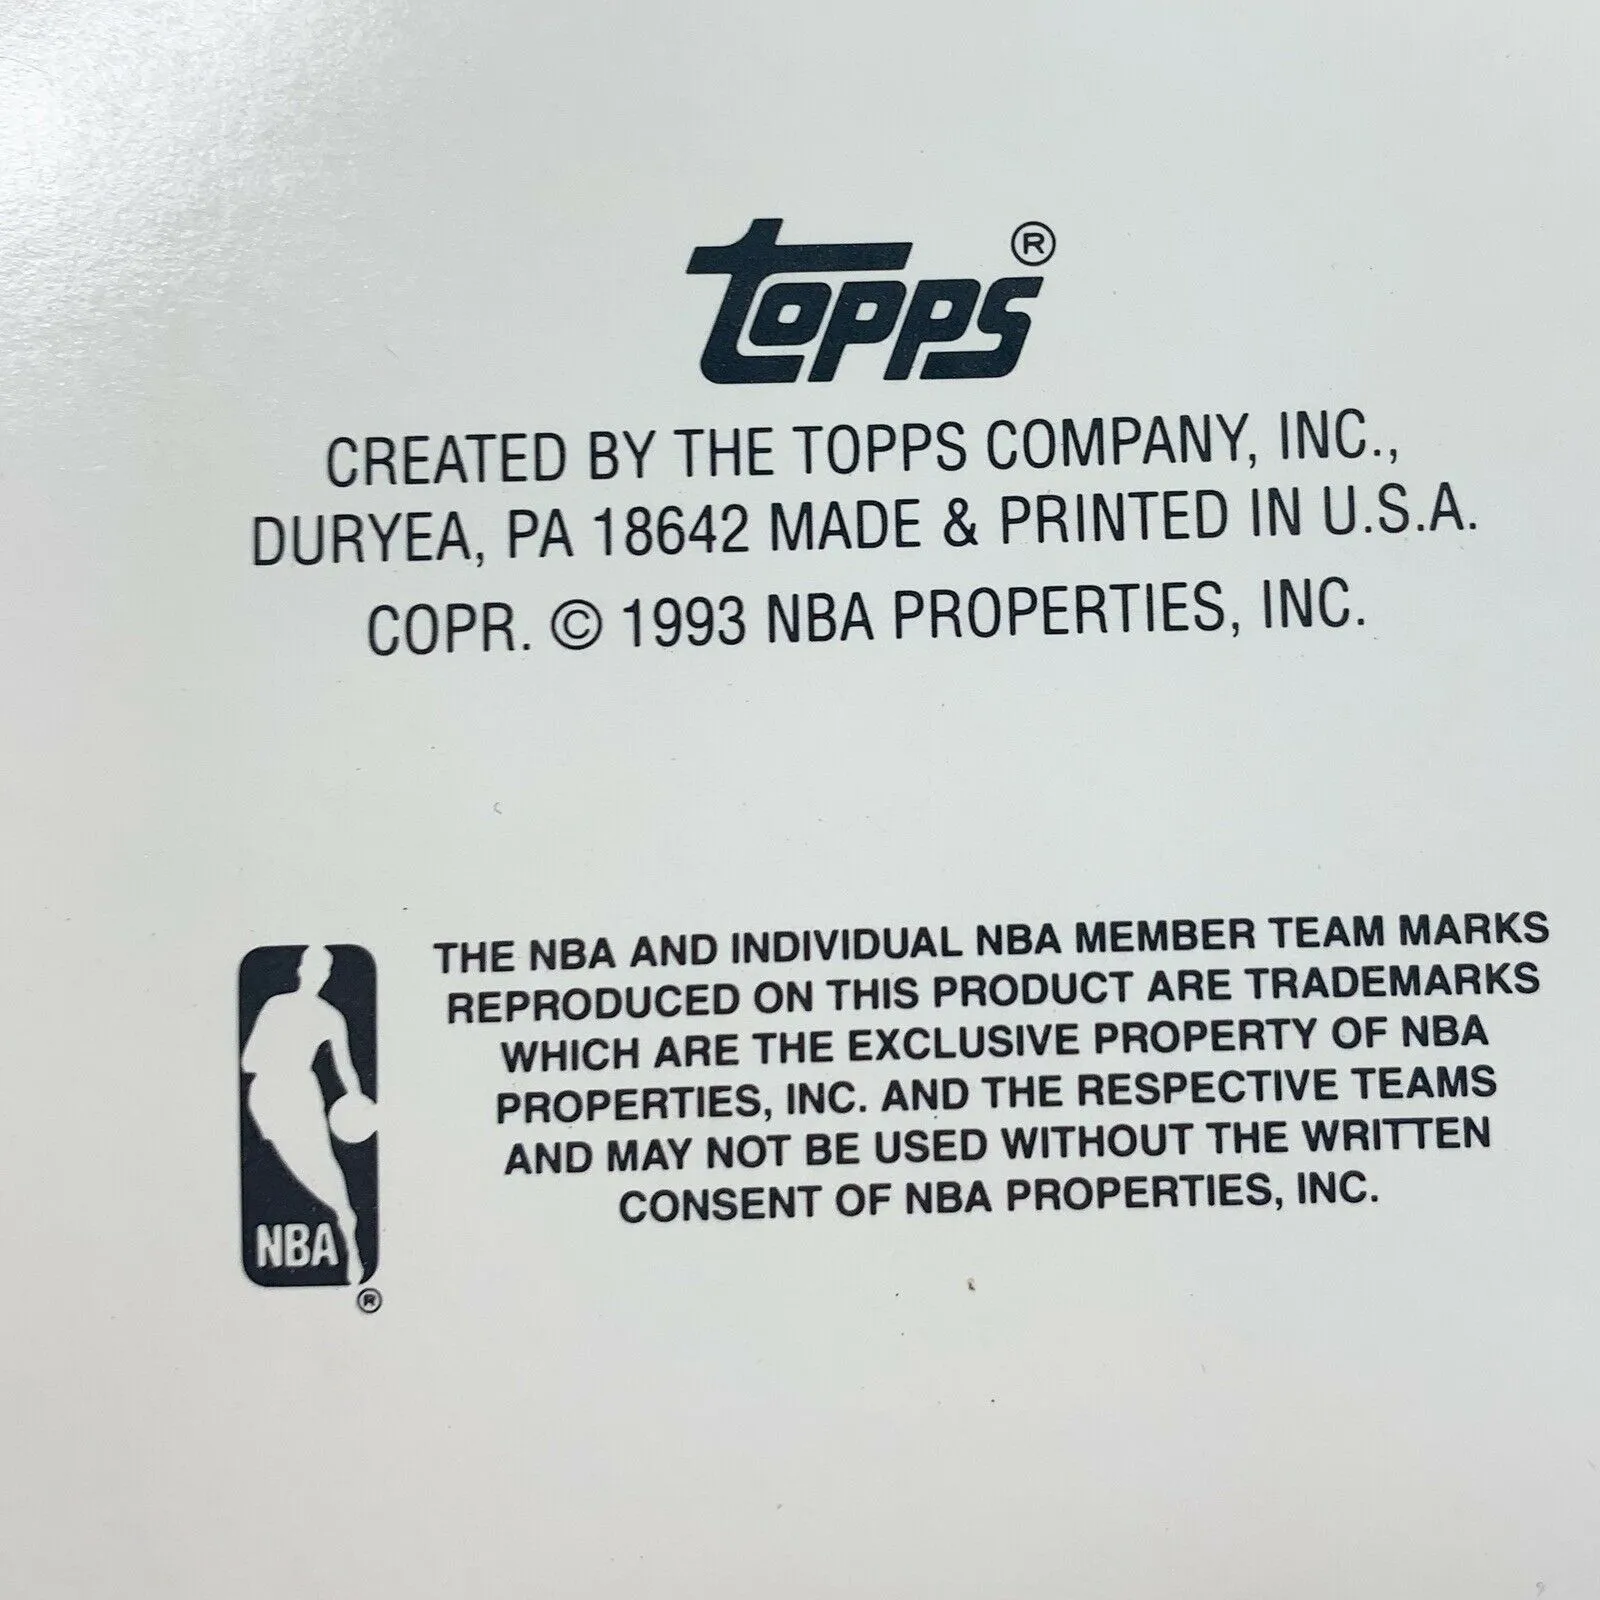 topps®
CREATED BY THE TOPPS COMPANY, INC.,
DURYEA, PA 18642 MADE & PRINTED IN U.S.A.
COPR. © 1993 NBA PROPERTIES, INC.
THE NBA AND INDIVIDUAL NBA MEMBER TEAM MARKS
REPRODUCED ON THIS PRODUCT ARE TRADEMARKS
WHICH ARE THE EXCLUSIVE PROPERTY OF NBA
PROPERTIES, INC. AND THE RESPECTIVE TEAMS
AND MAY NOT BE USED WITHOUT THE WRITTEN
CONSENT OF NBA PROPERTIES, INC.
NBA
®